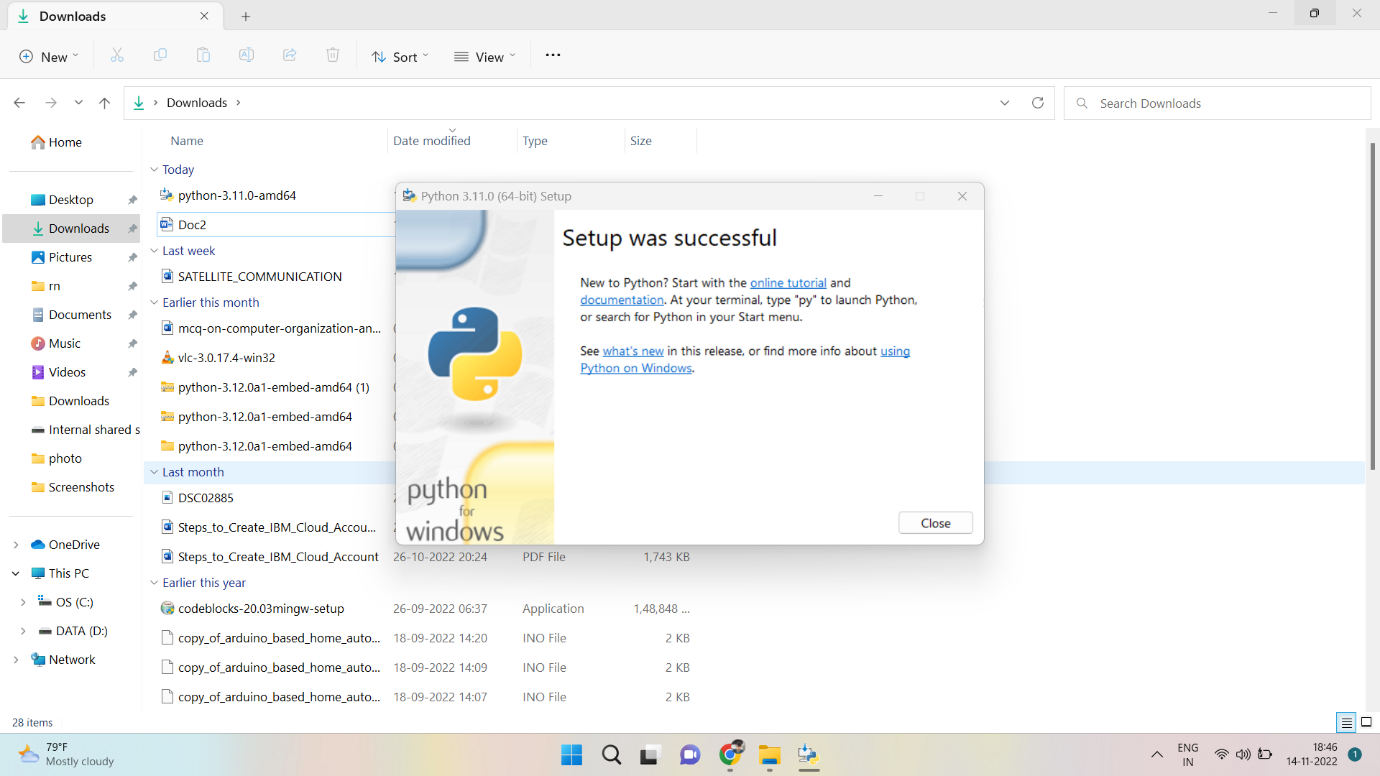 Downloads
New
Sort
View
Downloads
Search Downloads
Home
Desktop
Downloads
Pictures
rn
Documents
Music
Videos
Downloads
Internal shared s
photo
Screenshots
OneDrive
This PC
OS (C:)
DATA (D:)
Network
Name Date modified Type Size
Today
python-3.11.0-amd64
Doc2
Last week
SATELLITE_COMMUNICATION
Earlier this month
mcq-on-computer-organization-an...
vlc-3.0.17.4-win32
python-3.12.0a1-embed-amd64 (1)
python-3.12.0a1-embed-amd64
python-3.12.0a1-embed-amd64
Last month
DSC02885
Steps_to_Create_IBM_Cloud_Accou...
Steps_to_Create_IBM_Cloud_Account 26-10-2022 20:24 PDF File 1,743 KB
Earlier this year
codeblocks-20.03mingw-setup 26-09-2022 06:37 Application 1,48,848 ...
copy_of_arduino_based_home_auto... 18-09-2022 14:20 INO File 2 KB
copy_of_arduino_based_home_auto... 18-09-2022 14:09 INO File 2 KB
copy_of_arduino_based_home_auto... 18-09-2022 14:07 INO File 2 KB
Python 3.11.0 (64-bit) Setup
Setup was successful
New to Python? Start with the online tutorial and
documentation. At your terminal, type "py" to launch Python,
or search for Python in your Start menu.
See what's new in this release, or find more info about using
Python on Windows.
python
for
windows
Close
28 items
79°F
Mostly cloudy
ENG
IN
18:46
14-11-2022
1